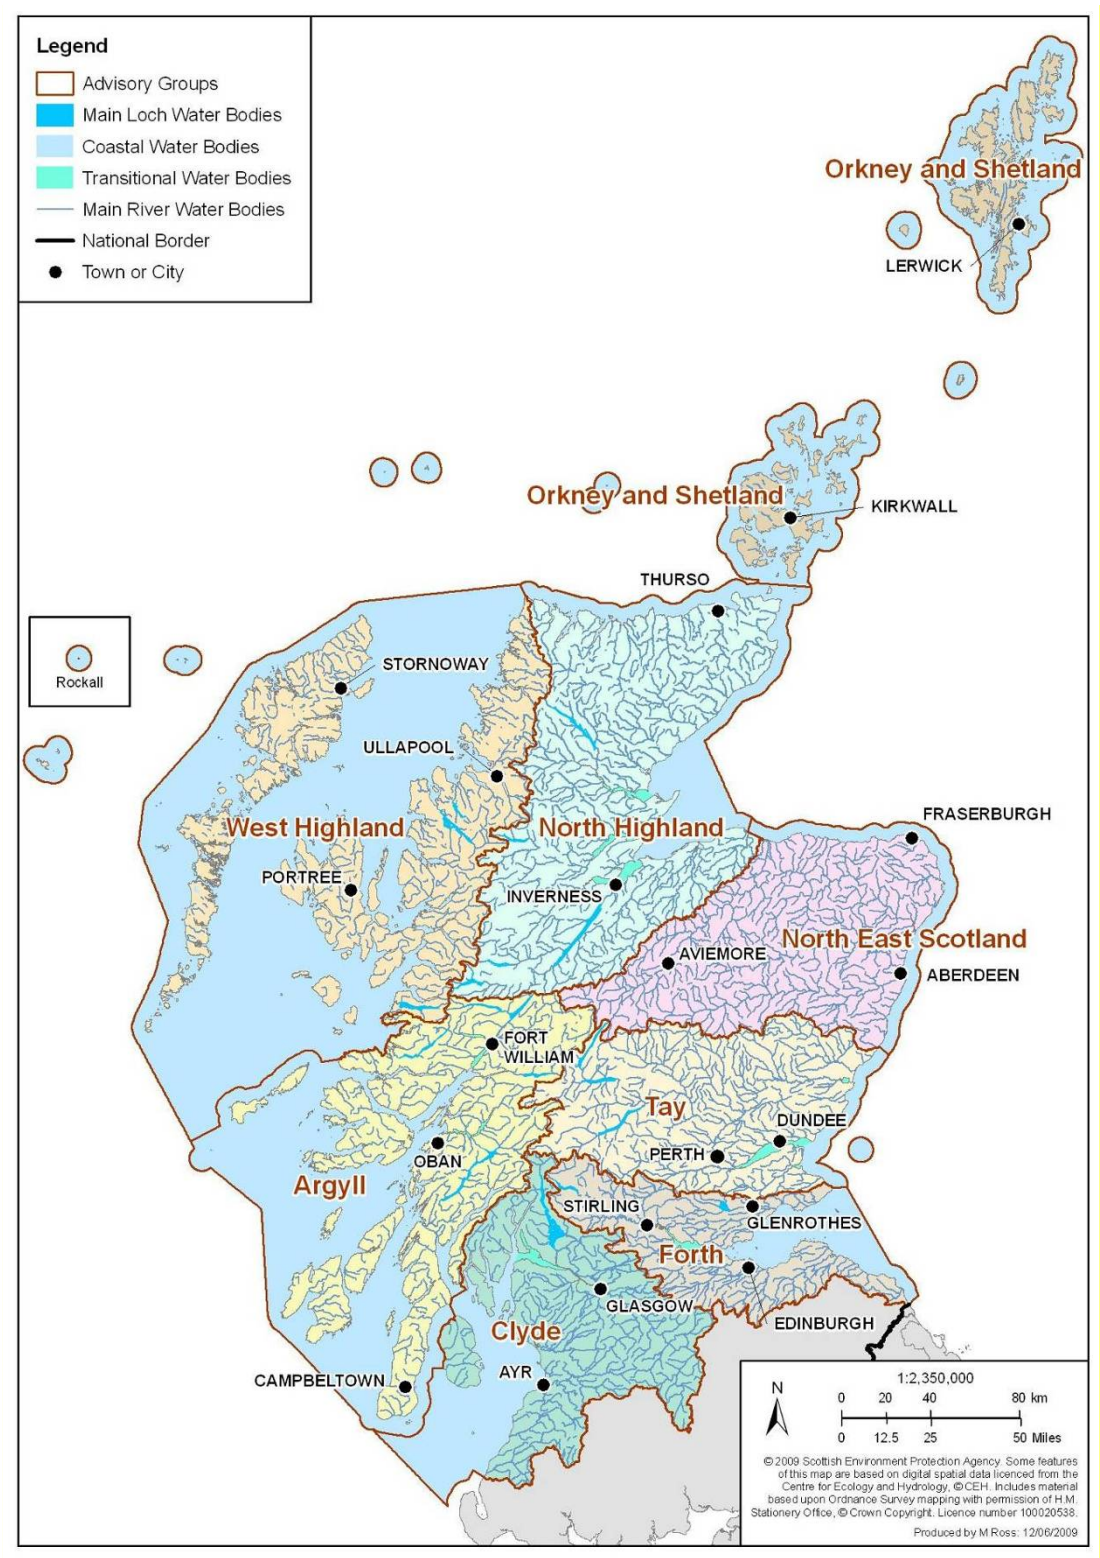 Legend
Advisory Groups
Main Loch Water Bodies
Coastal Water Bodies
Transitional Water Bodies
Main River Water Bodies
National Border
Town or City
Orkney and Shetland
LERWICK
Orkney and Shetland
KIRKWALL
THURSO
Rockall
STORNOWAY
ULLAPOOL
FRASERBURGH
West Highland
North Highland
PORTREE
INVERNESS
North East Scotland
AVIEMORE
ABERDEEN
FORT
WILLIAM
Tay
DUNDEE
OBAN
PERTH
Argyll
STIRLING
GLENROTHES
Forth
GLASGOW
EDINBURGH
Clyde
AYR
CAMPBELTOWN
1:2,350,000
N
0 20 40 80 km
0 12.5 25 50 Miles
© 2009 Scottish Environment Protection Agency. Some features
of this map are based on digital spatial data licenced from the
Centre for Ecology and Hydrology, © CEH. Includes material
based upon Ordnance Survey mapping with permission of H.M.
Stationery Office, © Crown Copyright. Licence number 100020538.
Produced by M Ross: 12/06/2009